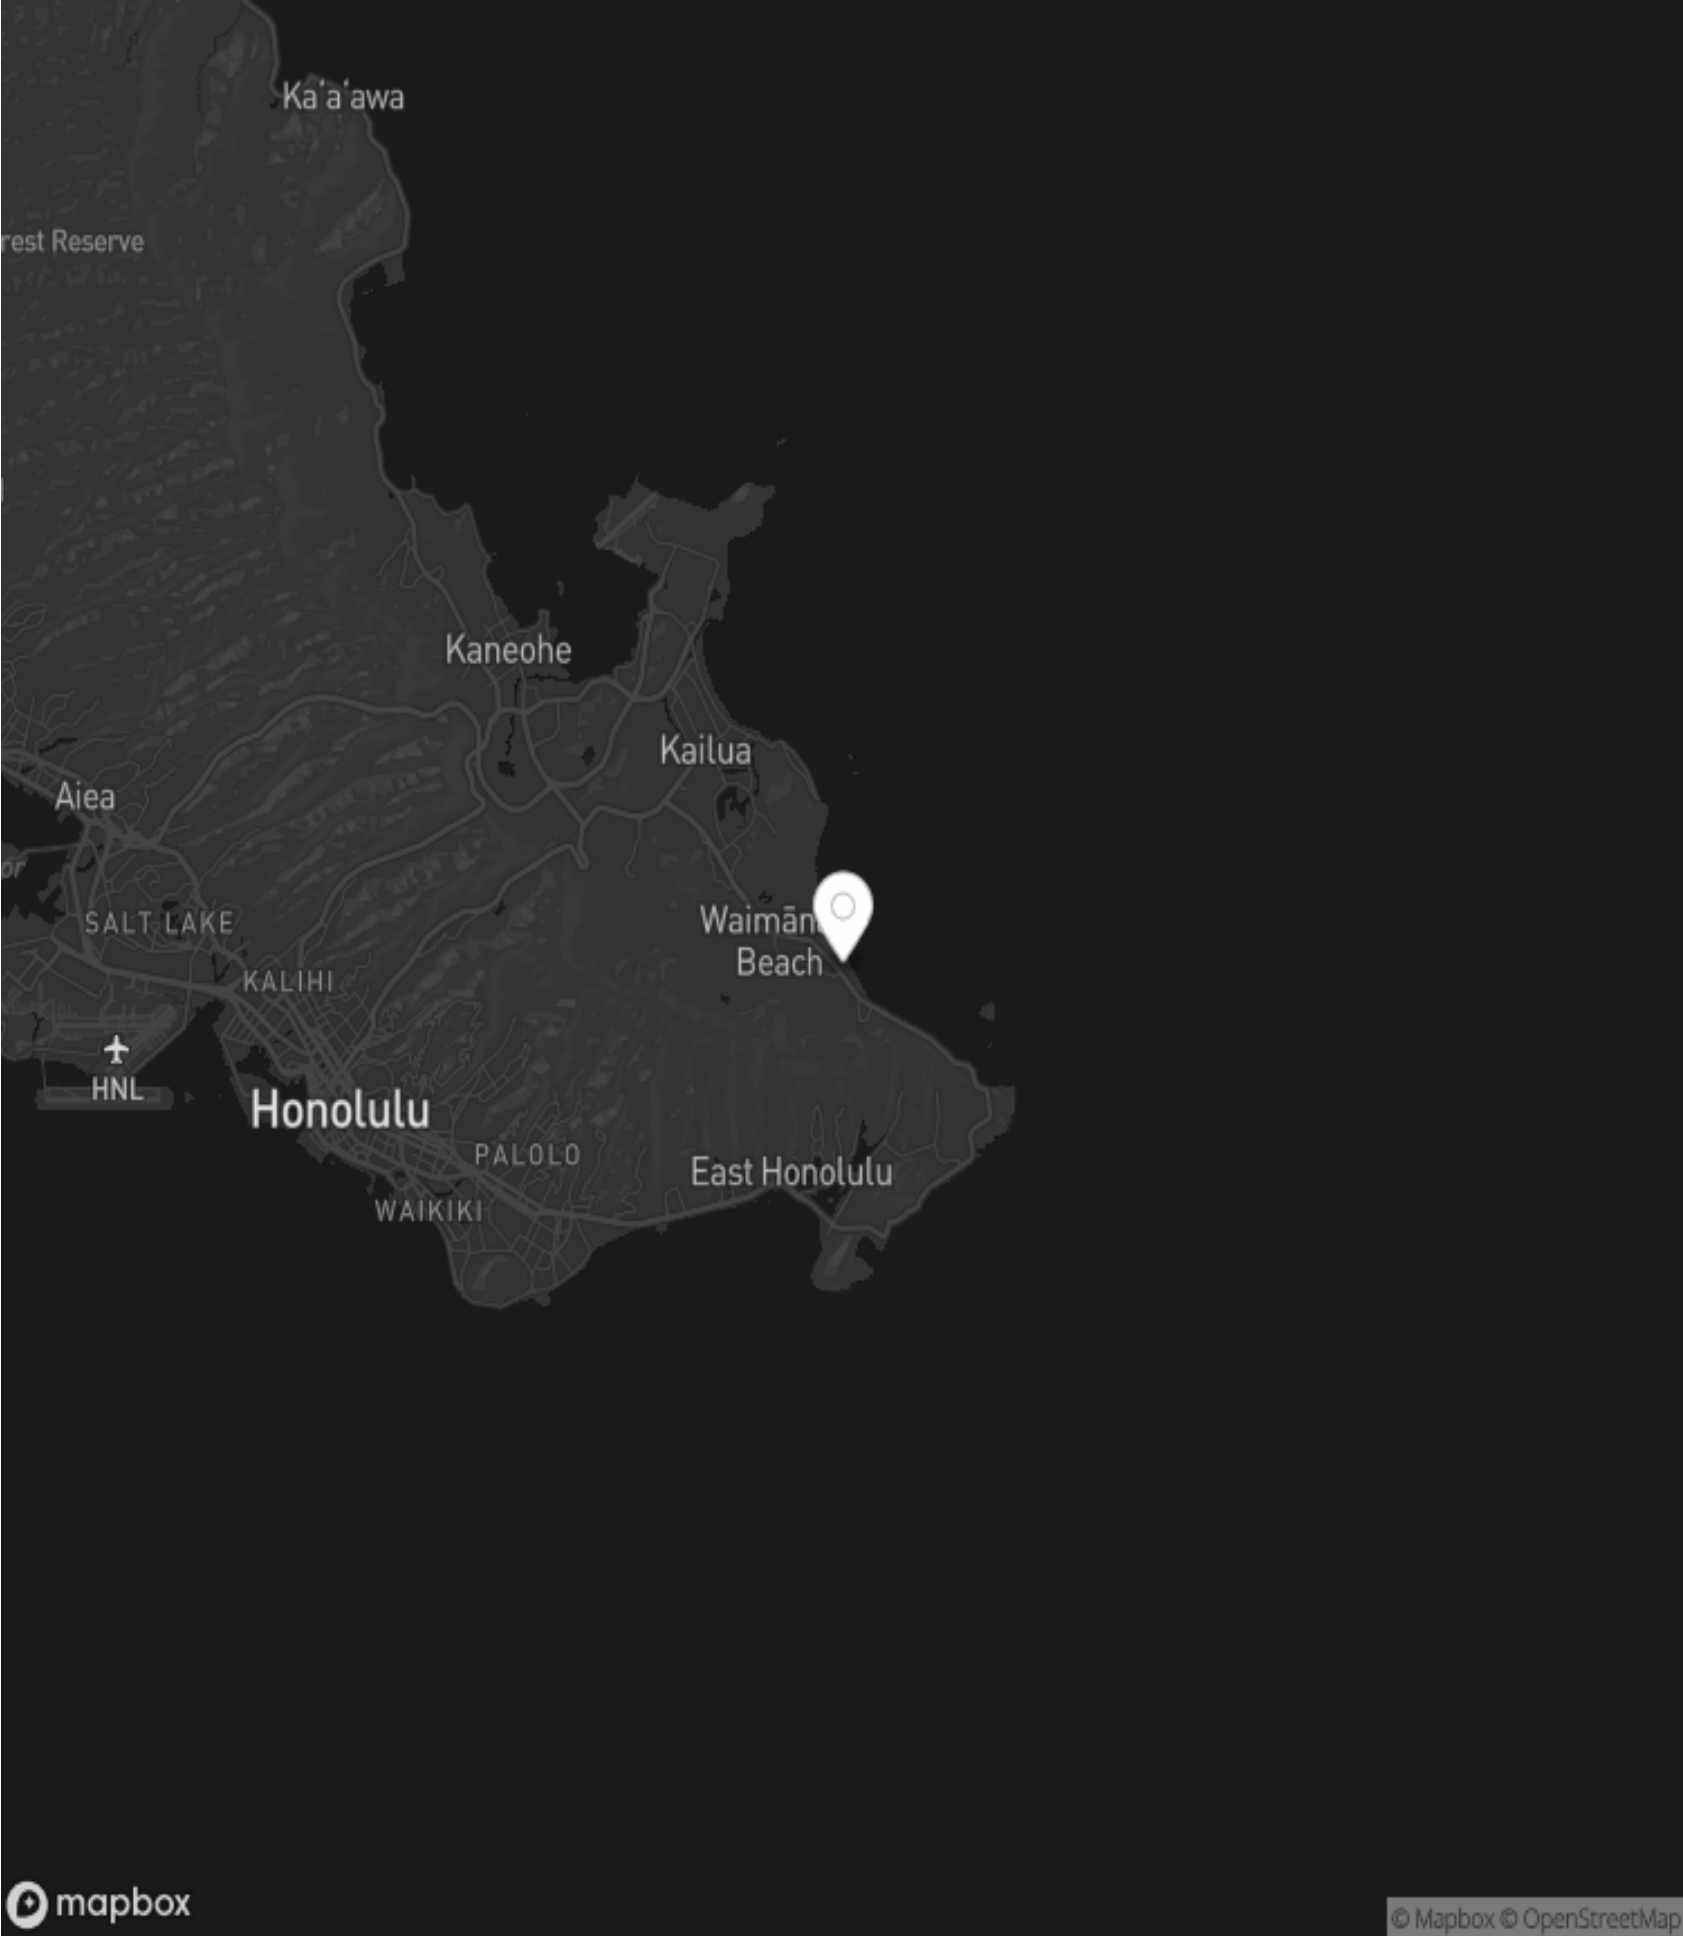 Ka'a'awa
rest Reserve
Kaneohe
Kailua
Aiea
or
SALT LAKE
Waimān
Beach
KALIHI
HNL
Honolulu
PALOLO
East Honolulu
WAIKIKI
mapbox
© Mapbox © OpenStreetMap